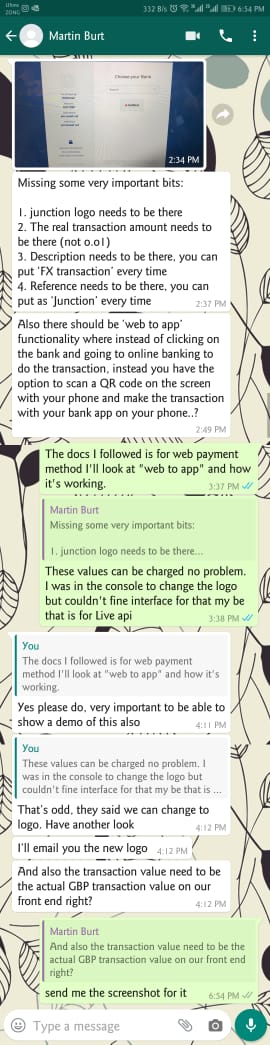 Ufone
ZONG
332 B/s
6:54 PM
Martin Burt
Choose your Bank
2:34 PM
Missing some very important bits:
1. junction logo needs to be there
2. The real transaction amount needs to
be there (not o.o1)
3. Description needs to be there, you can
put 'FX transaction' every time
4. Reference needs to be there, you can
put as 'Junction' every time
2:37 PM
Also there should be 'web to app'
functionality where instead of clicking on
the bank and going to online banking to
do the transaction, instead you have the
option to scan a QR code on the screen
with your phone and make the transaction
with your bank app on your phone..?
2:49 PM
The docs I followed is for web payment
method I'll look at "web to app" and how
it's working.
3:37 PM
Martin Burt
Missing some very important bits:
1. junction logo needs to be there...
These values can be charged no problem.
I was in the console to change the logo
but couldn't fine interface for that my be
that is for Live api
3:38 PM
You
The docs I followed is for web payment
method I'll look at "web to app" and how it's
working.
Yes please do, very important to be able to
show a demo of this also
4:11 PM
You
These values can be charged no problem. I
was in the console to change the logo but
couldn't fine interface for that my be that is ...
That's odd, they said we can change to
logo. Have another look
4:12 PM
I'll email you the new logo
4:12 PM
And also the transaction value need to be
the actual GBP transaction value on our
front end right?
4:12 PM
Martin Burt
And also the transaction value need to be the
actual GBP transaction value on our front end
right?
send me the screenshot for it
6:54 PM
Type a message